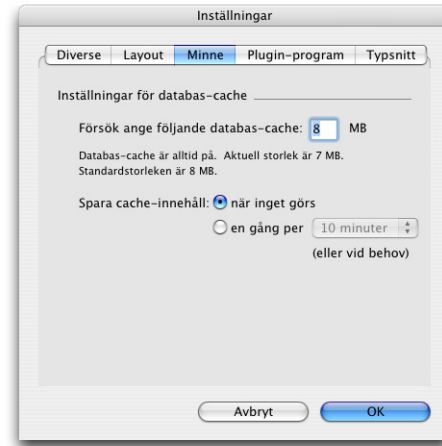 Inställningar
Diverse Layout Minne Plugin-program Typsnitt
Inställningar för databas-cache
Försök ange följande databas-cache: 8 MB
Databas-cache är alltid på. Aktuell storlek är 7 MB.
Standardstorleken är 8 MB.
Spara cache-innehåll: när inget görs
en gång per 10 minuter
(eller vid behov)
Avbryt OK